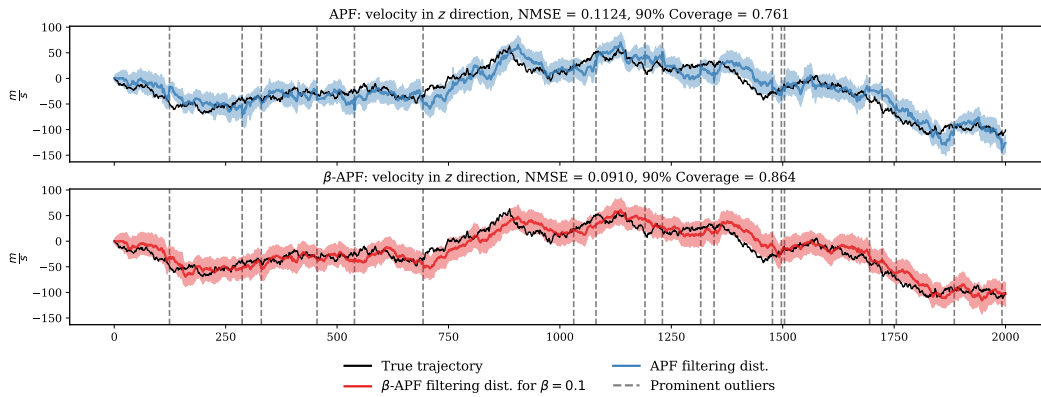 APF: velocity in z direction, NMSE = 0.1124, 90% Coverage = 0.761
100
50
0
−50
−100
−150
m/s
β-APF: velocity in z direction, NMSE = 0.0910, 90% Coverage = 0.864
100
50
0
−50
−100
−150
m/s
0 250 500 750 1000 1250 1500 1750 2000
True trajectory
β-APF filtering dist. for β = 0.1
APF filtering dist.
Prominent outliers